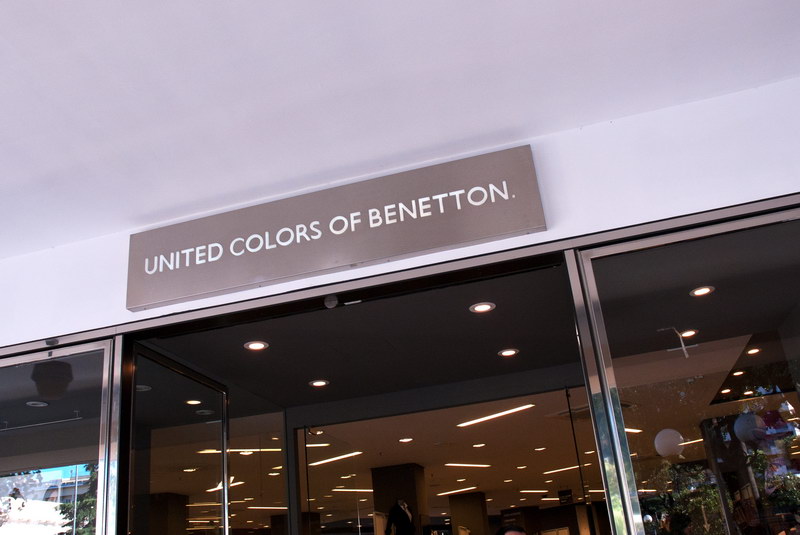 UNITED COLORS OF BENETTON.